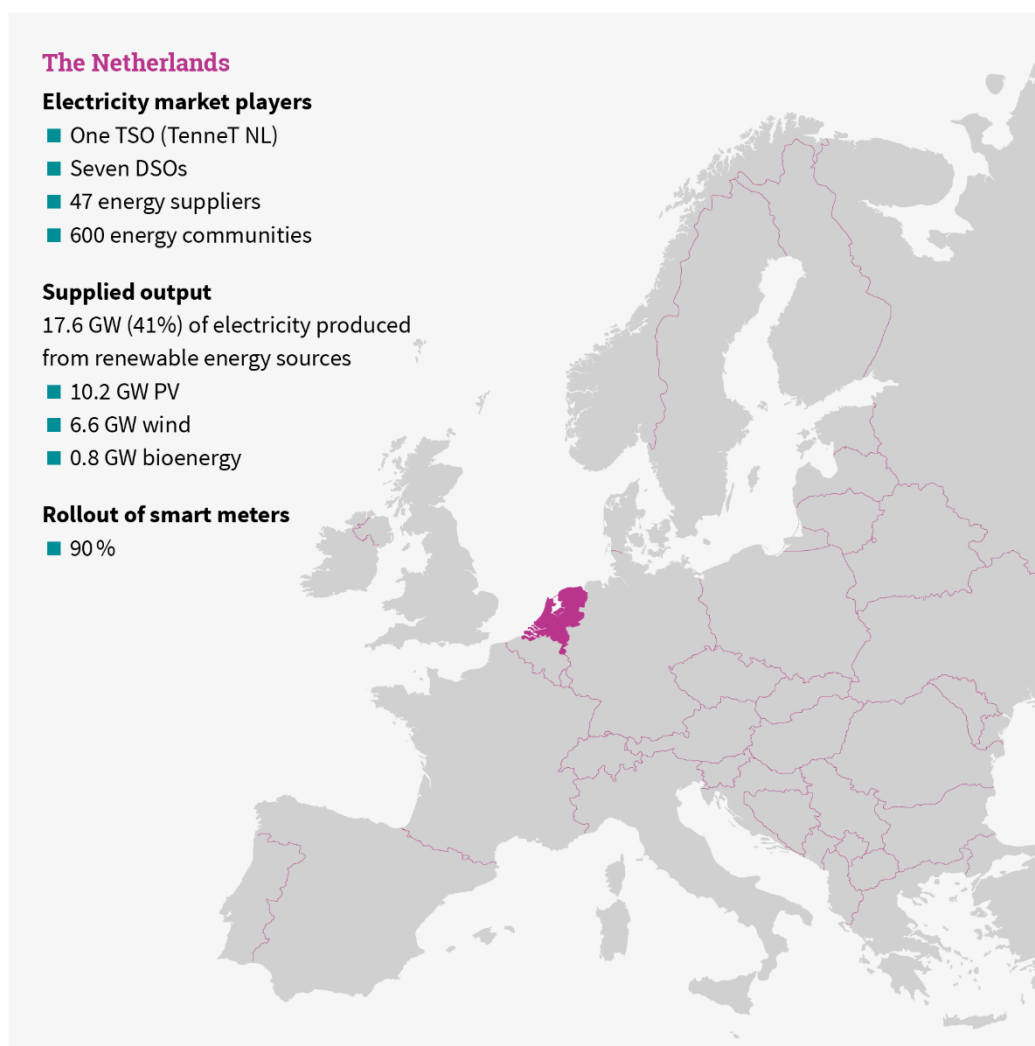 The Netherlands
Electricity market players
One TSO (TenneT NL)
Seven DSOs
47 energy suppliers
600 energy communities
Supplied output
17.6 GW (41%) of electricity produced
from renewable energy sources
10.2 GW PV
6.6 GW wind
0.8 GW bioenergy
Rollout of smart meters
90 %